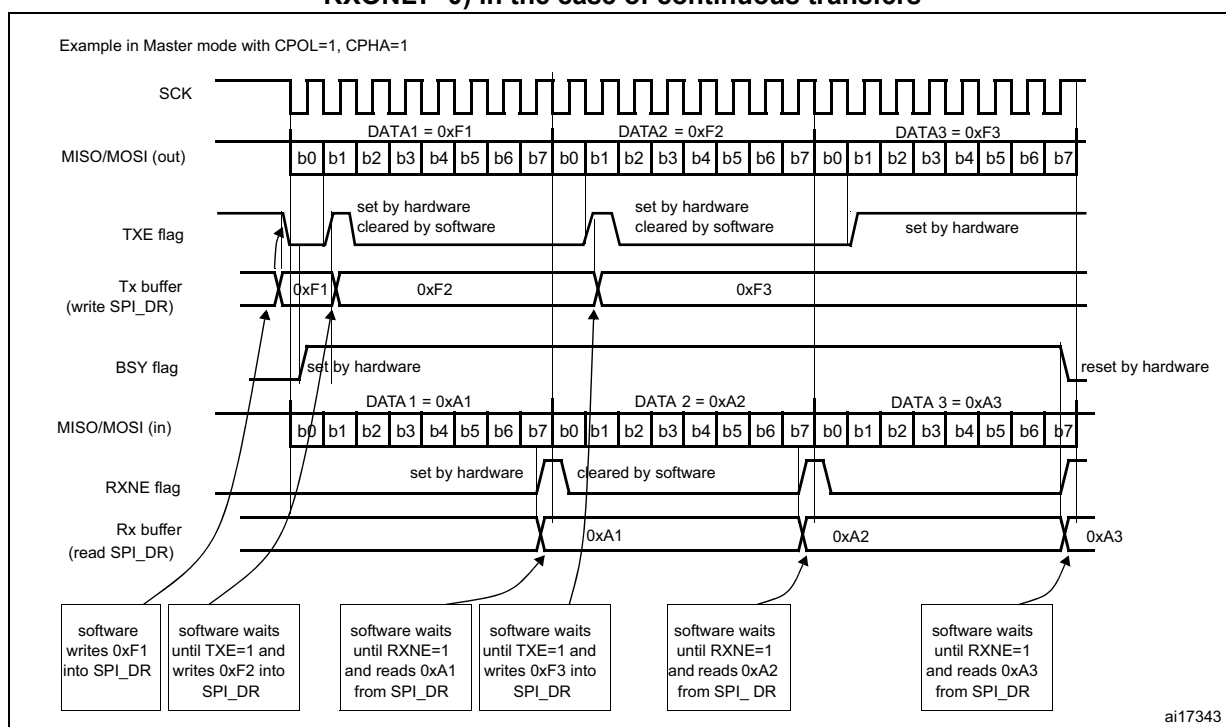 RXONLY=0) in the case of continuous transfers
Example in Master mode with CPOL=1, CPHA=1
SCK
DATA1 = 0xF1 DATA2 = 0xF2 DATA3 = 0xF3
MISO/MOSI (out) b0 b1 b2 b3 b4 b5 b6 b7 b0 b1 b2 b3 b4 b5 b6 b7 b0 b1 b2 b3 b4 b5 b6 b7
set by hardware
cleared by software
set by hardware
cleared by software
set by hardware
TXE flag
Tx buffer
(write SPI_DR)
0xF1 0xF2 0xF3
BSY flag
set by hardware
reset by hardware
DATA 1 = 0xA1 DATA 2 = 0xA2 DATA 3 = 0xA3
MISO/MOSI (in) b0 b1 b2 b3 b4 b5 b6 b7 b0 b1 b2 b3 b4 b5 b6 b7 b0 b1 b2 b3 b4 b5 b6 b7
set by hardware cleared by software
RXNE flag
Rx buffer
(read SPI_DR)
0xA1 0xA2 0xA3
software
writes 0xF1
into SPI_DR
software waits
until TXE=1 and
writes 0xF2 into
SPI_DR
software waits
until RXNE=1
and reads 0xA1
from SPI_DR
software waits
until TXE=1 and
writes 0xF3 into
SPI_DR
software waits
until RXNE=1
and reads 0xA2
from SPI_ DR
software waits
until RXNE=1
and reads 0xA3
from SPI_DR
ai17343